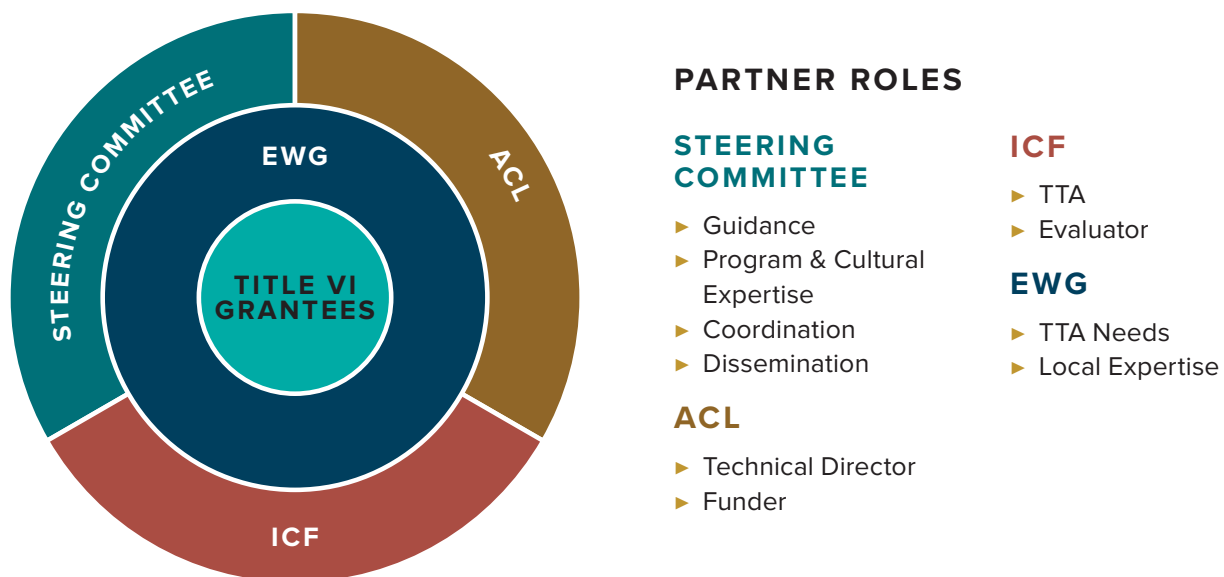 STEERING COMMITTEE
ACL
EWG
TITLE VI
GRANTEES
ICF
PARTNER ROLES
STEERING
COMMITTEE
► Guidance
► Program & Cultural
Expertise
► Coordination
► Dissemination
ACL
► Technical Director
► Funder
ICF
► TTA
► Evaluator
EWG
► TTA Needs
► Local Expertise